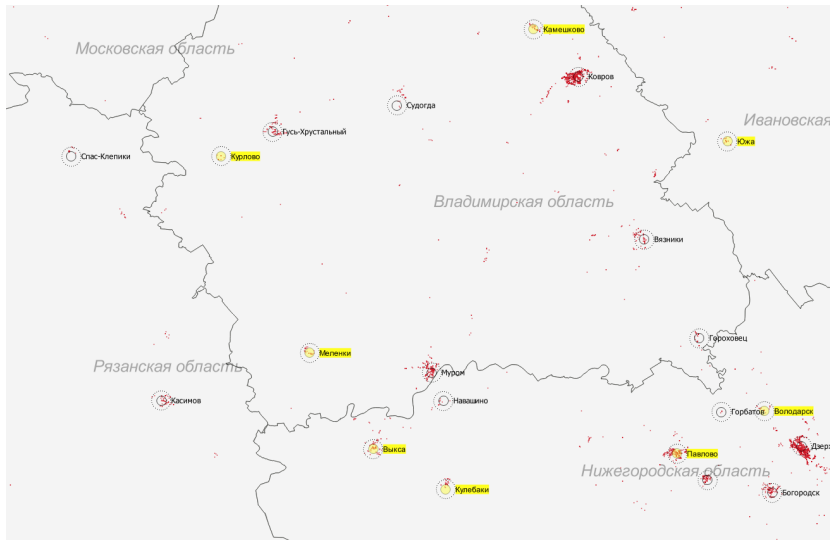 Камешково
Московская область
Ковров
Судогда
Ивановская
Гусь-Хрустальный
Южа
Спас-Клепики
Курлово
Владимирская область
Вязники
Гороховец
Меленки
Рязанская область
Муром
Касимов
Навашино
Горбатов
Володарск
Выкса
Павлово
Дзерж
Нижегородская область
Кулебаки
Богородск